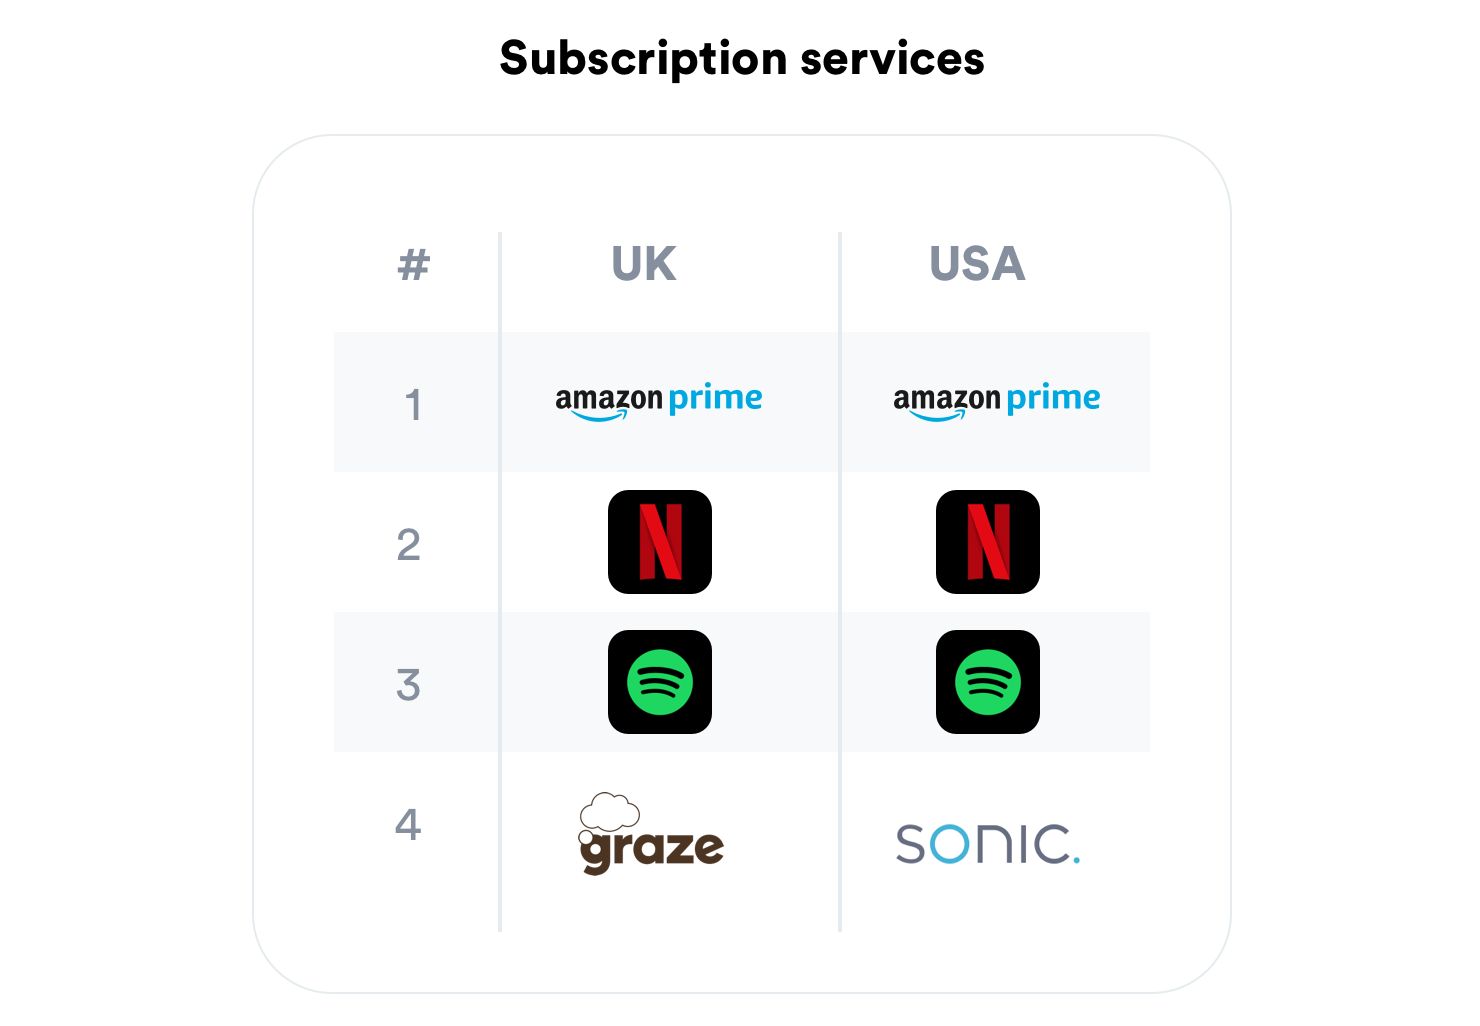 Subscription services
# UK USA
1 amazon prime amazon prime
2 N N
3
4 graze SONIC.